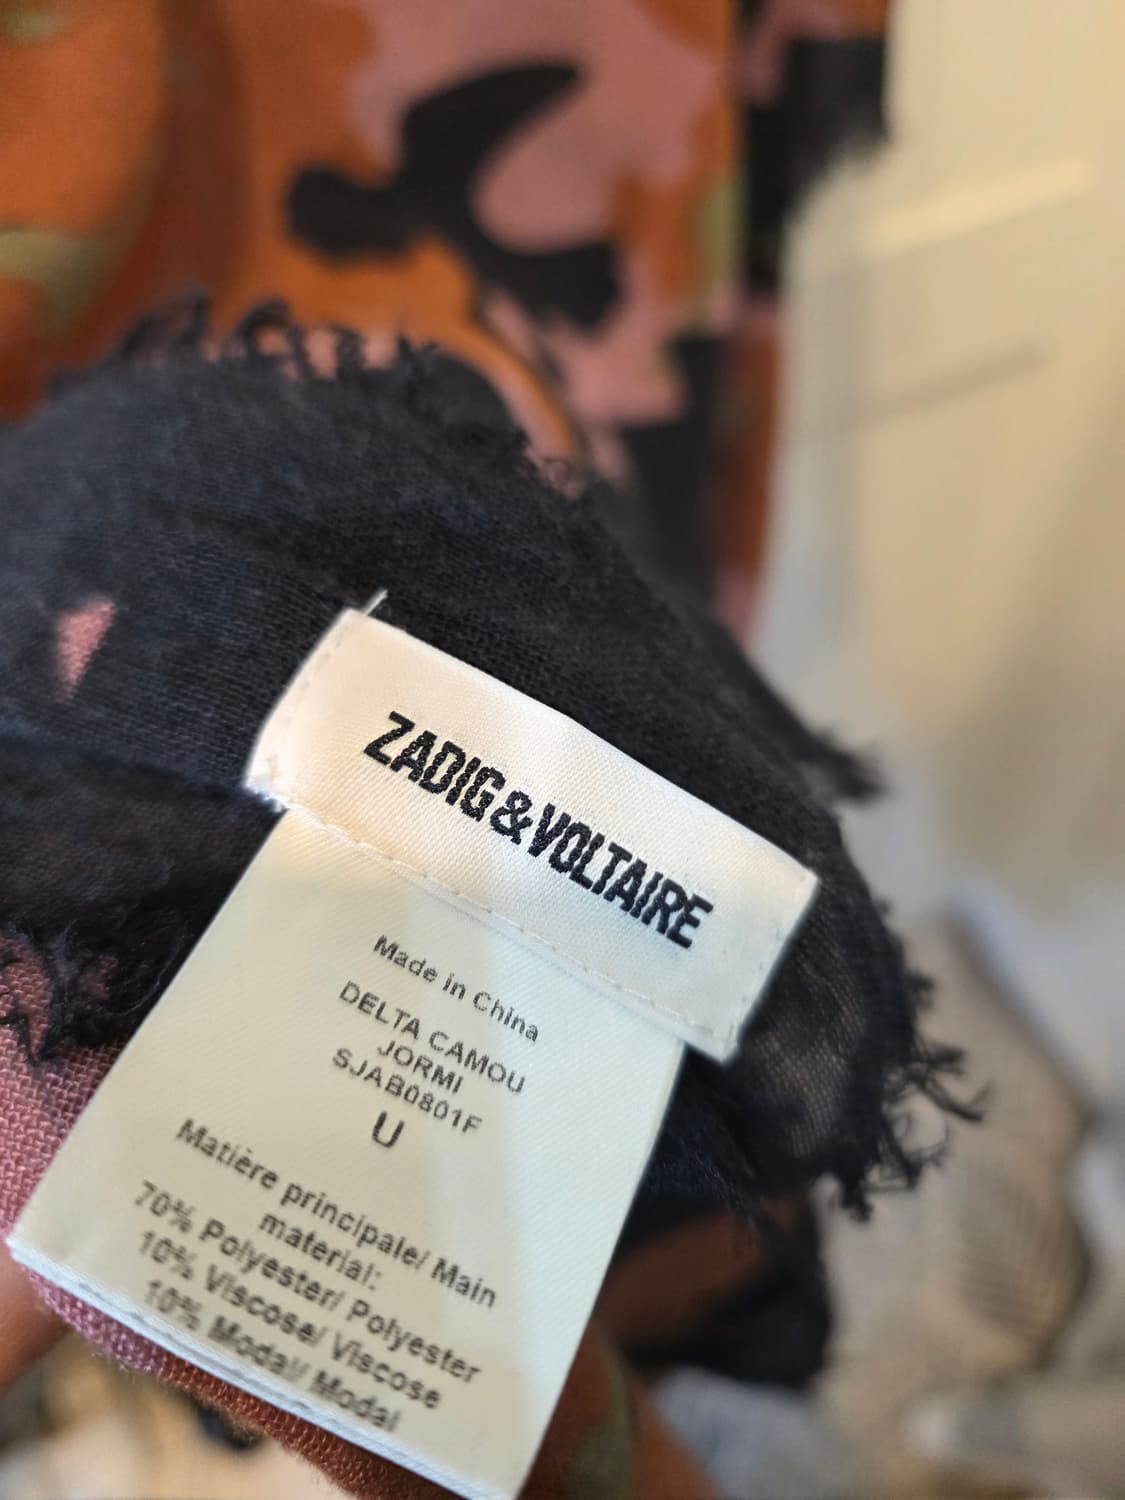 ZADIG&VOLTAIRE
Made in China
DELTA CAMOU
JORMI
SJAB0801F
U
Matière principale/ Main
material:
70% Polyester/ Polyester
10% Viscose/ Viscose
10% Modal/ Modal